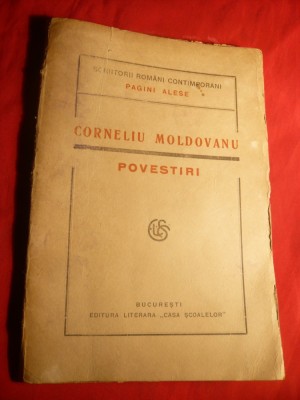 SCRIITORII ROMÂNI CONTIMPORANI
PAGINI ALESE
CORNELIU MOLDOVANU
POVESTIRI
BUCUREȘTI
EDITURA LITERARA „CASA ȘCOALELOR"